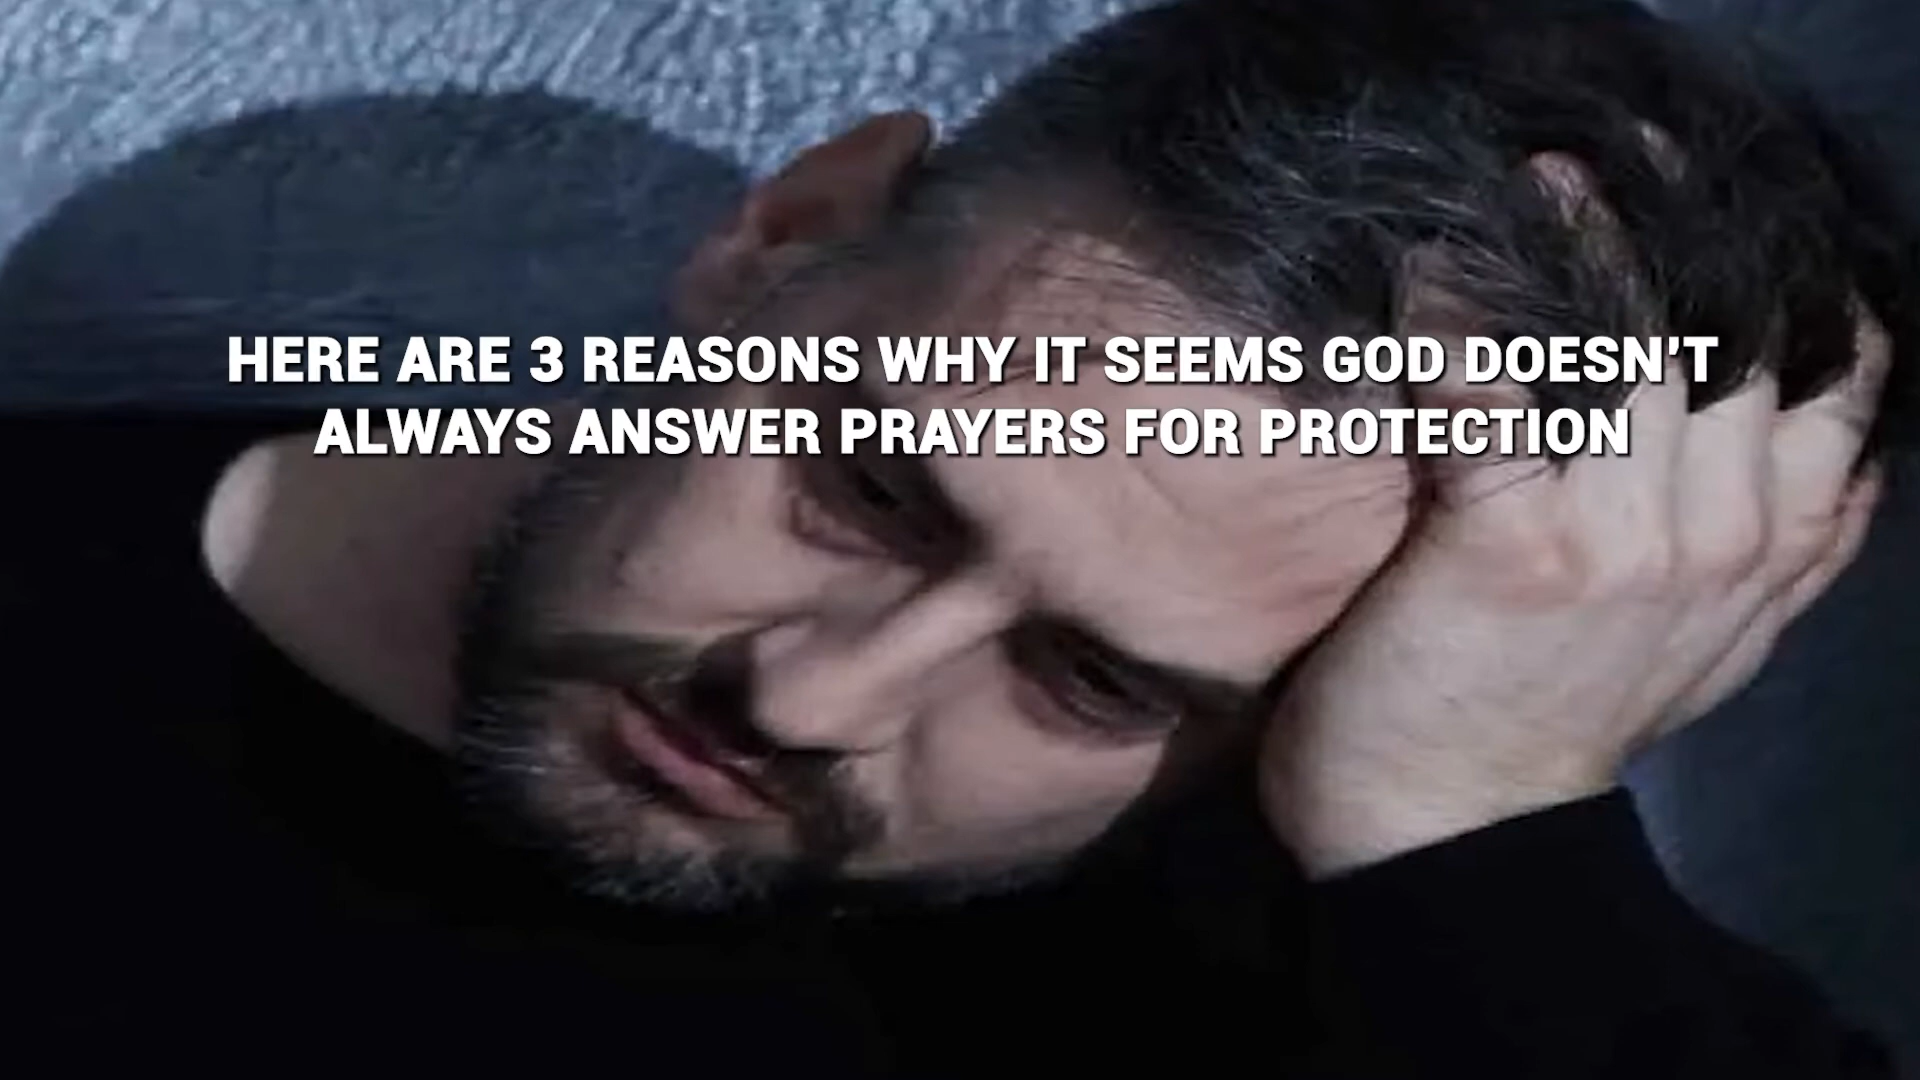 HERE ARE 3 REASONS WHY IT SEEMS GOD DOESN'T
ALWAYS ANSWER PRAYERS FOR PROTECTION